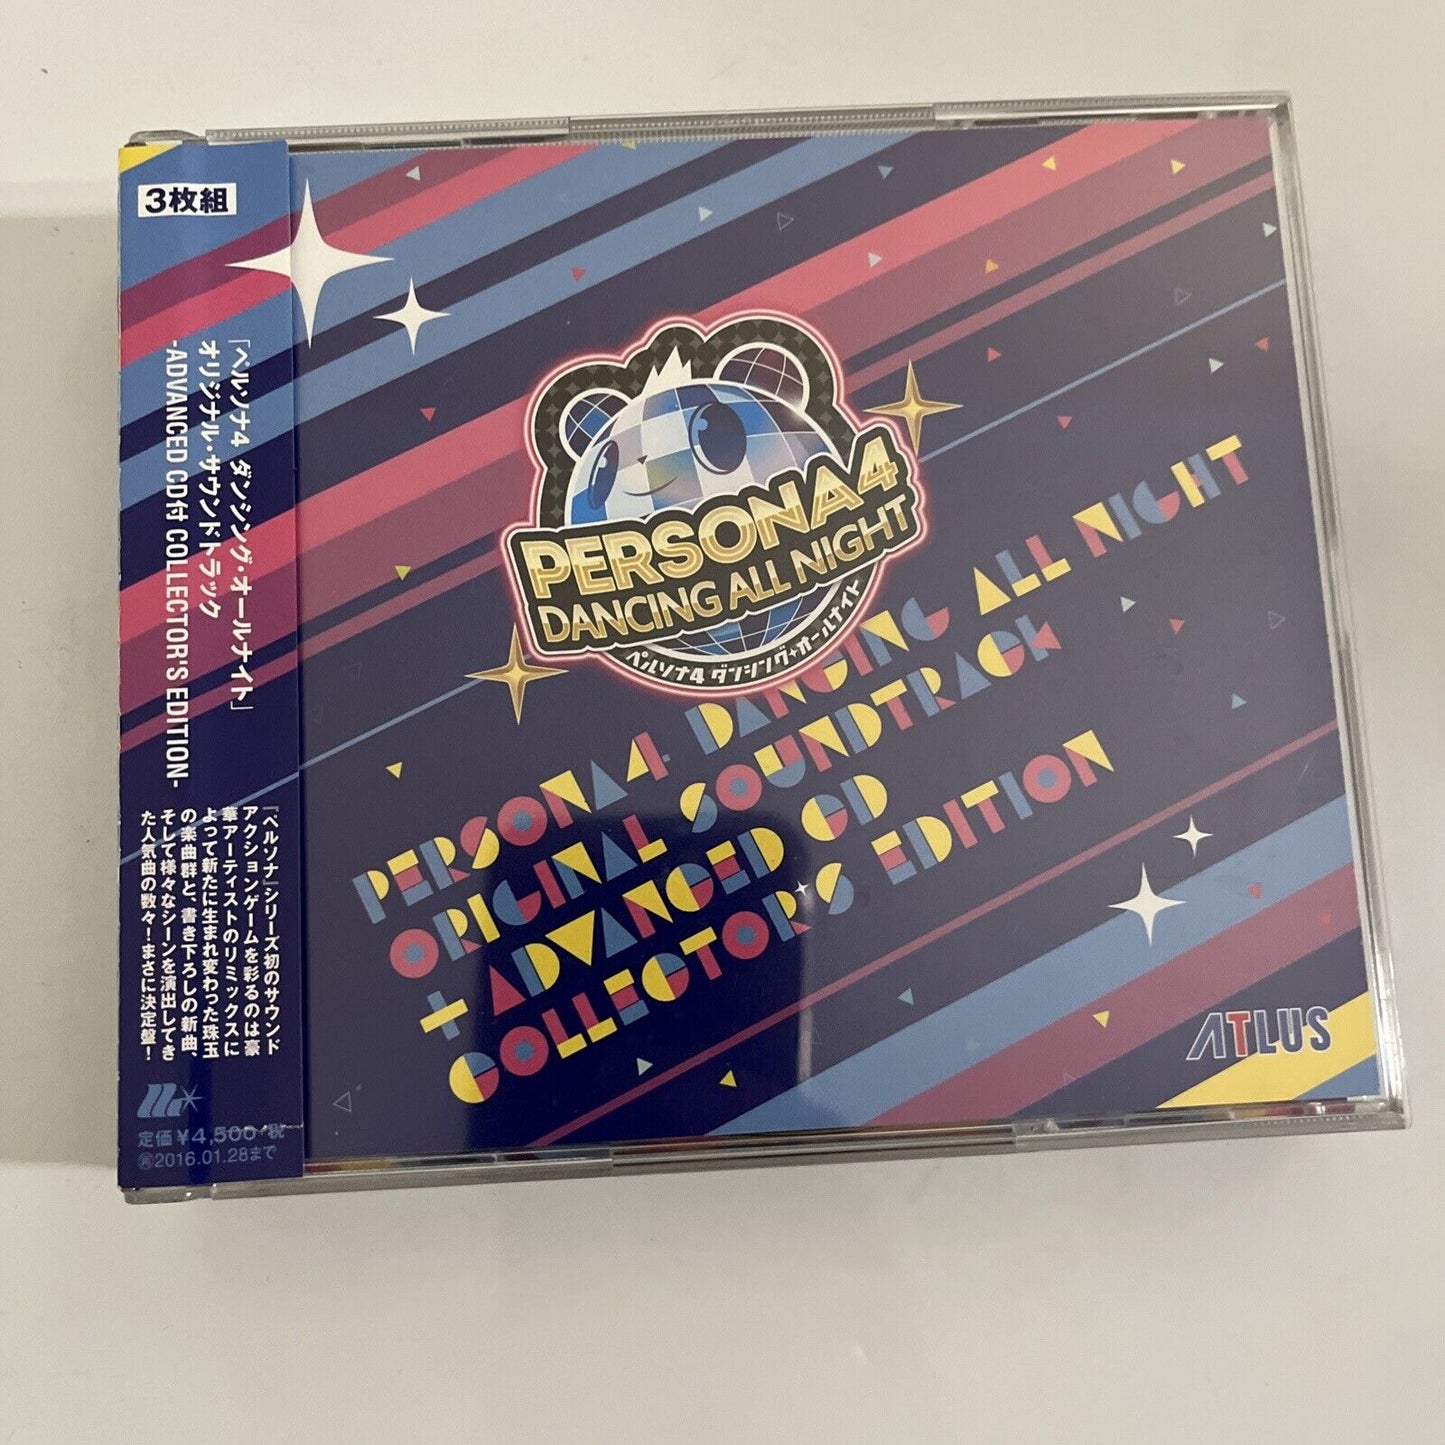 3枚組
「ペルソナ4 ダンシング・オールナイト」
オリジナル・サウンドトラック
-ADVANCED CD付 COLLECTOR'S EDITION-
『ペルソナ』シリーズ初のサウンド
アクションゲームを彩るのは豪
華アーティストのリミックスに
よって新たに生まれ変わった珠玉
の楽曲群と、書き下ろしの新曲、
そして様々なシーンを演出してき
た人気曲の数々！まさに決定盤！
定価￥4,500+税
2016.01.28まで
PERSONA4
DANCING ALL NIGHT
ペルソナ4 ダンシング・オールナイト
PERSONA4 DANCING ALL NIGHT
ORIGINAL SOUNDTRACK
+ ADVANCED CD
COLLECTOR'S EDITION
ATLUS